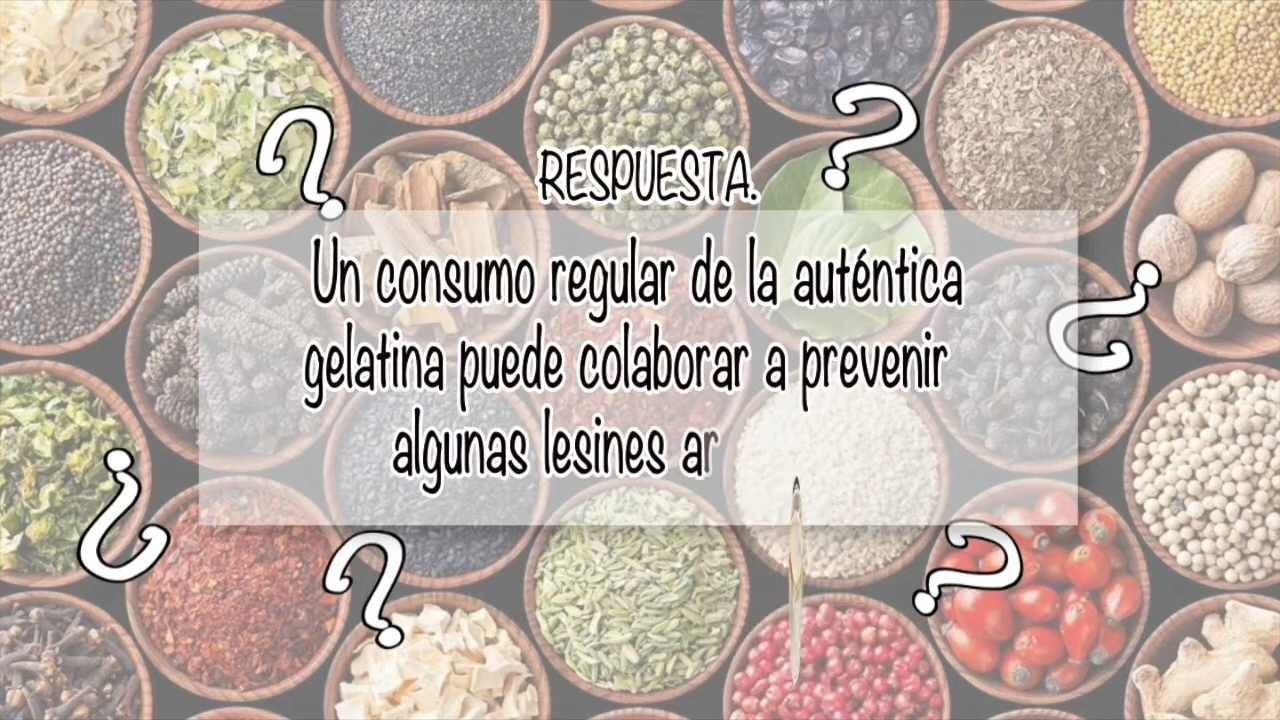 RESPUESTA.
Un consumo regular de la auténtica
gelatina puede colaborar a prevenir
algunas lesines ar